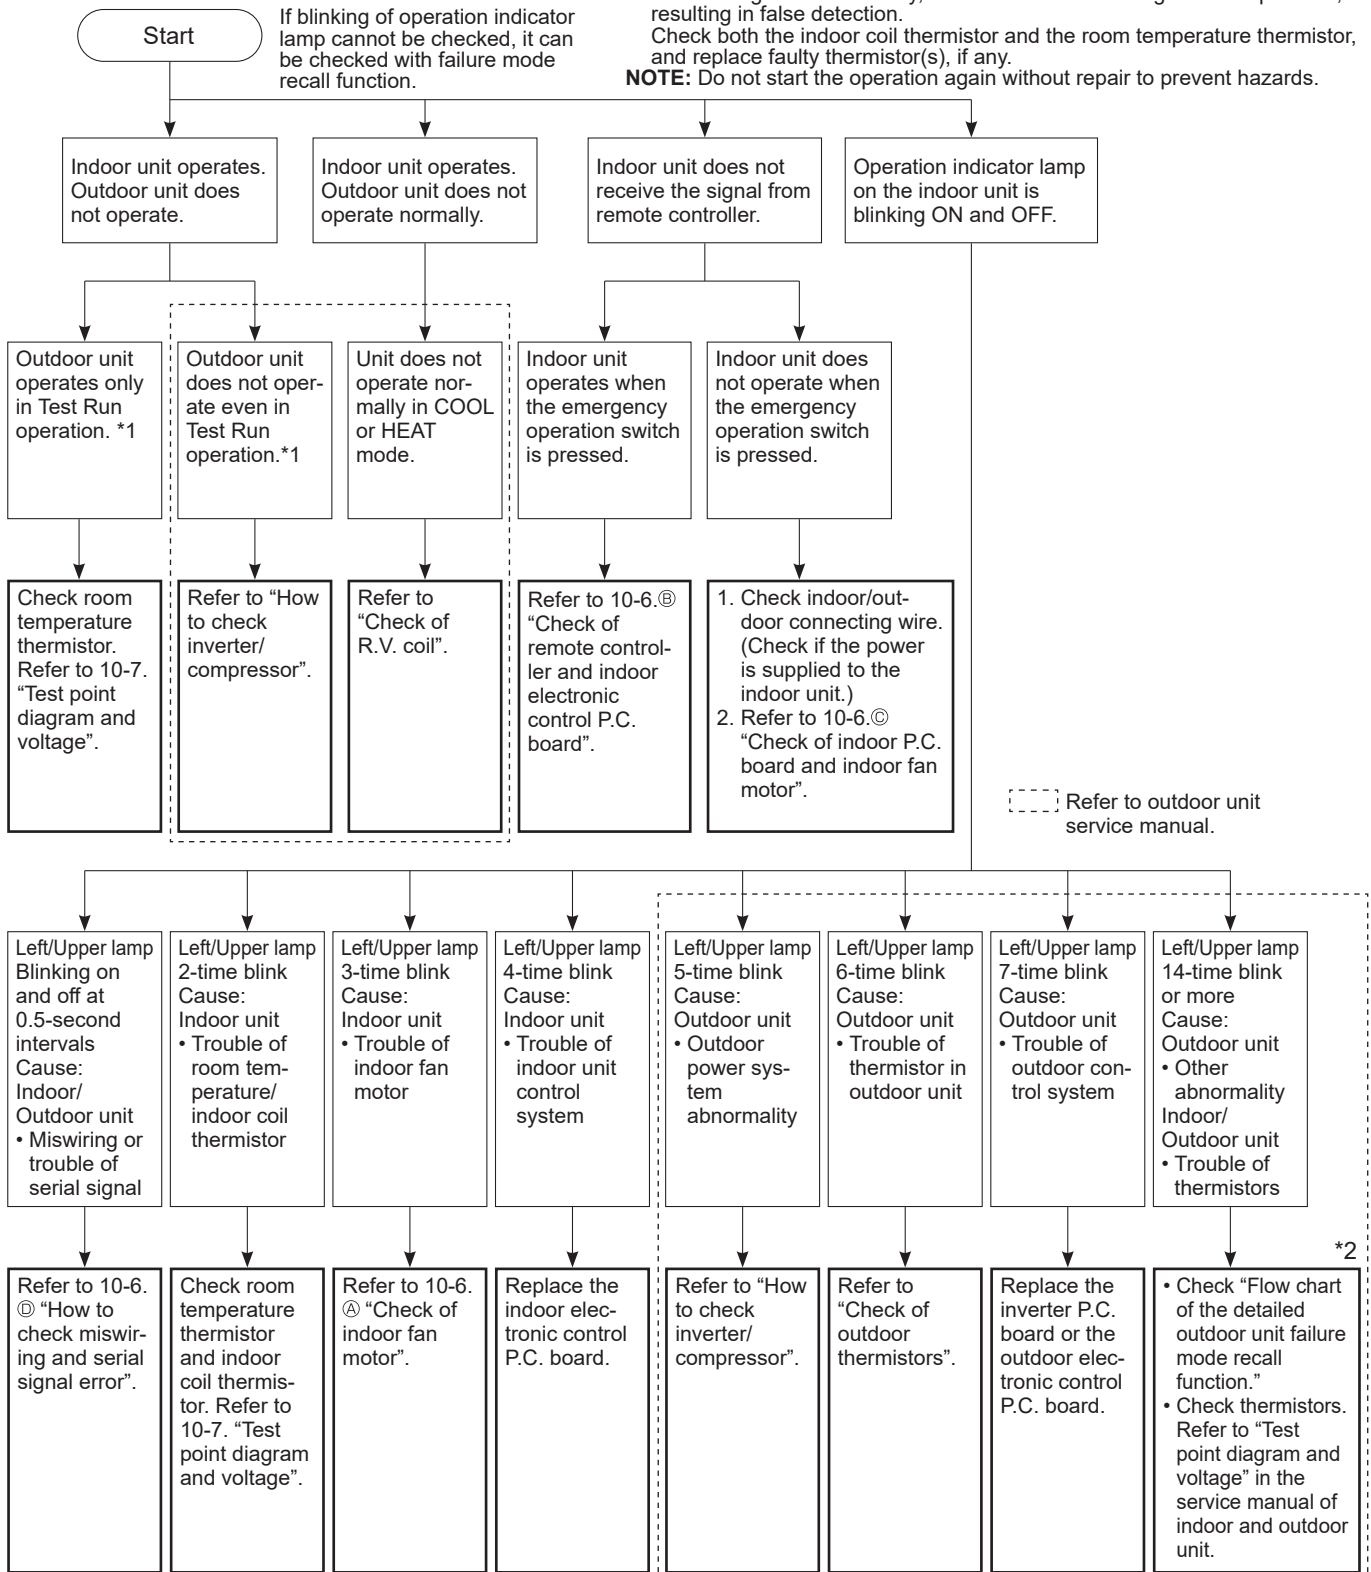 Start
If blinking of operation indicator
lamp cannot be checked, it can
be checked with failure mode
recall function.
resulting in false detection.
Check both the indoor coil thermistor and the room temperature thermistor,
and replace faulty thermistor(s), if any.
NOTE: Do not start the operation again without repair to prevent hazards.
Indoor unit operates.
Outdoor unit does
not operate.
Indoor unit operates.
Outdoor unit does not
operate normally.
Indoor unit does not
receive the signal from
remote controller.
Operation indicator lamp
on the indoor unit is
blinking ON and OFF.
Outdoor unit
operates only
in Test Run
operation. *1
Outdoor unit
does not oper-
ate even in
Test Run
operation.*1
Unit does not
operate nor-
mally in COOL
or HEAT
mode.
Indoor unit
operates when
the emergency
operation switch
is pressed.
Indoor unit does
not operate when
the emergency
operation switch
is pressed.
Check room
temperature
thermistor.
Refer to 10-7.
“Test point
diagram and
voltage”.
Refer to “How
to check
inverter/
compressor”.
Refer to
“Check of
R.V. coil”.
Refer to 10-6.Ⓑ
“Check of
remote control-
ler and indoor
electronic
control P.C.
board”.
1. Check indoor/out-
door connecting wire.
(Check if the power
is supplied to the
indoor unit.)
2. Refer to 10-6.Ⓒ
“Check of indoor P.C.
board and indoor fan
motor”.
Refer to outdoor unit
service manual.
Left/Upper lamp
Blinking on
and off at
0.5-second
intervals
Cause:
Indoor/
Outdoor unit
• Miswiring or
trouble of
serial signal
Left/Upper lamp
2-time blink
Cause:
Indoor unit
• Trouble of
room tem-
perature/
indoor coil
thermistor
Left/Upper lamp
3-time blink
Cause:
Indoor unit
• Trouble of
indoor fan
motor
Left/Upper lamp
4-time blink
Cause:
Indoor unit
• Trouble of
indoor unit
control
system
Left/Upper lamp
5-time blink
Cause:
Outdoor unit
• Outdoor
power sys-
tem
abnormality
Left/Upper lamp
6-time blink
Cause:
Outdoor unit
• Trouble of
thermistor in
outdoor unit
Left/Upper lamp
7-time blink
Cause:
Outdoor unit
• Trouble of
outdoor con-
trol system
Left/Upper lamp
14-time blink
or more
Cause:
Outdoor unit
• Other
abnormality
Indoor/
Outdoor unit
• Trouble of
thermistors
*2
Refer to 10-6.
Ⓓ “How to
check miswir-
ing and serial
signal error”.
Check room
temperature
thermistor
and indoor
coil thermis-
tor. Refer to
10-7. “Test
point diagram
and voltage”.
Refer to 10-6.
Ⓐ “Check of
indoor fan
motor”.
Replace the
indoor elec-
tronic control
P.C. board.
Refer to “How
to check
inverter/
compressor”.
Refer to
“Check of
outdoor
thermistors”.
Replace the
inverter P.C.
board or the
outdoor elec-
tronic control
P.C. board.
• Check “Flow chart
of the detailed
outdoor unit failure
mode recall
function.”
• Check thermistors.
Refer to “Test
point diagram and
voltage” in the
service manual of
indoor and outdoor
unit.